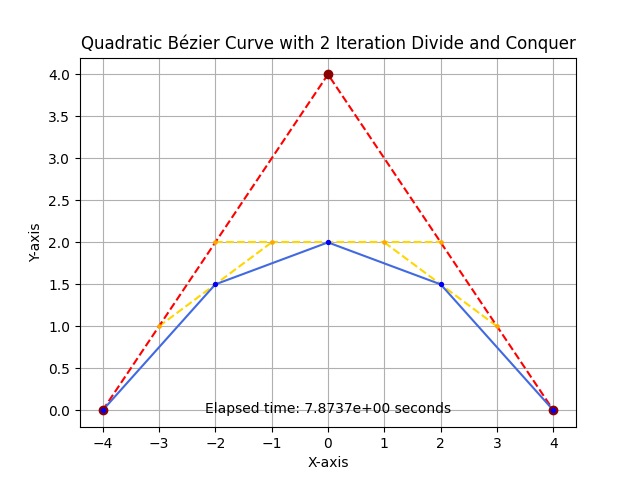 Quadratic Bézier Curve with 2 Iteration Divide and Conquer
4.0
3.5
3.0
2.5
2.0
1.5
1.0
0.5
0.0
Y-axis
Elapsed time: 7.8737e+00 seconds
−4 −3 −2 −1 0 1 2 3 4
X-axis